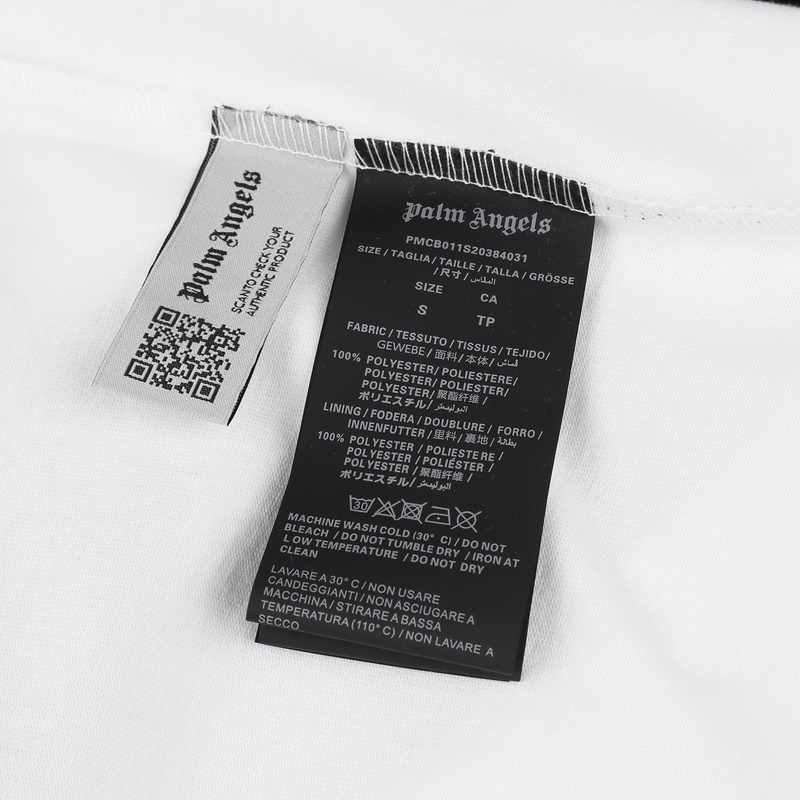 Palm Angels
SCAN TO CHECK YOUR
AUTHENTIC PRODUCT
Palm Angels
PMCB011S20384031
SIZE / TAGLIA / TAILLE / TALLA / GRÖSSE
/ 尺寸 / المقاس
SIZE CA
S TP
FABRIC / TESSUTO / TISSUS / TEJIDO/
GEWEBE / 面料 / 本体 / قماش
100% POLYESTER / POLIESTERE/
POLYESTER / POLIESTER/
POLYESTER / 聚酯纤维 /
ポリエステル/ البوليستر
LINING / FODERA / DOUBLURE / FORRO /
INNENFUTTER / 里料 / 裏地 / بطانة
100% POLYESTER / POLIESTERE /
POLYESTER / POLIÉSTER /
POLYESTER / 聚酯纤维 /
ポリエステル/ البوليستر
30
MACHINE WASH COLD (30° C) / DO NOT
BLEACH / DO NOT TUMBLE DRY / IRON AT
LOW TEMPERATURE / DO NOT DRY
CLEAN
LAVARE A 30° C / NON USARE
CANDEGGIANTI / NON ASCIUGARE A
MACCHINA / STIRARE A BASSA
TEMPERATURA (110° C) / NON LAVARE A
SECCO